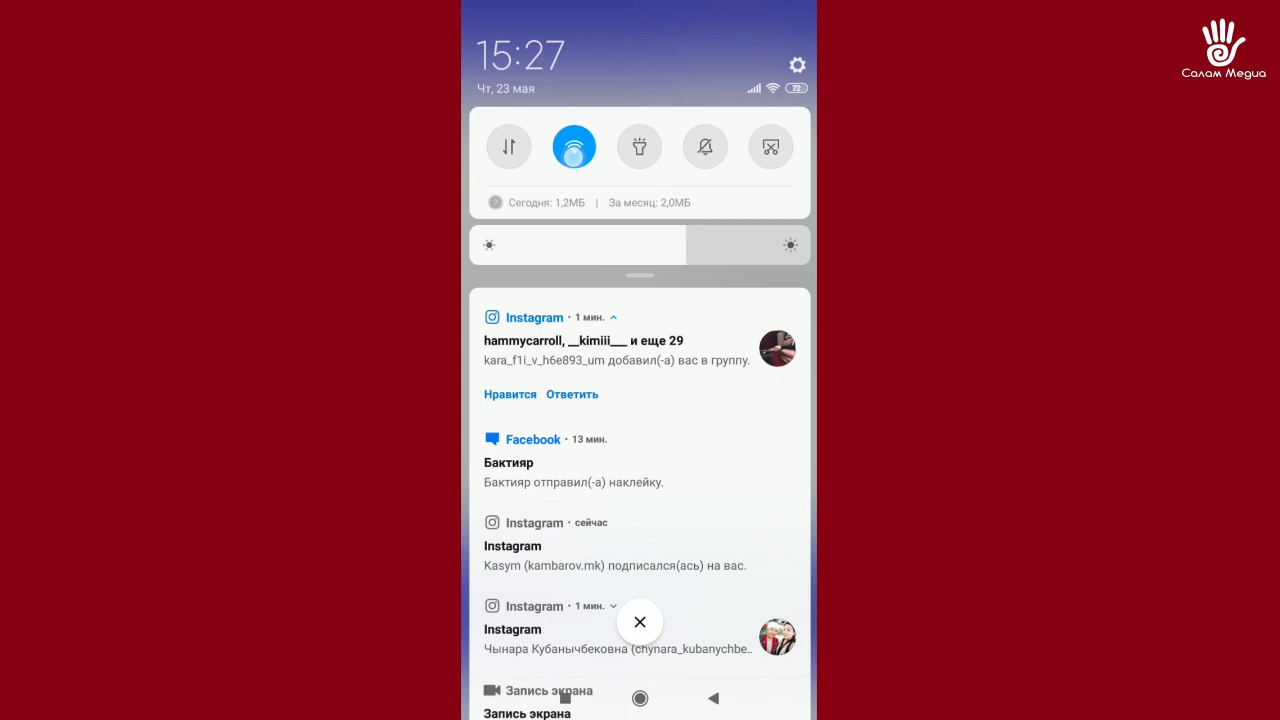 Салам Медиа
15:27
Чт, 23 мая
72
Сегодня: 1,2МБ | За месяц: 2,0МБ
Instagram · 1 мин.
hammycarroll, __kimiii___ и еще 29
kara_f1i_v_h6e893_um добавил(-а) вас в группу.
Нравится Ответить
Facebook · 13 мин.
Бактияр
Бактияр отправил(-а) наклейку.
Instagram · сейчас
Instagram
Kasym (kambarov.mk) подписался(ась) на вас.
Instagram · 1 мин.
Instagram
Чынара Кубанычбековна (chynara_kubanychbe..
Запись экрана
Запись экрана